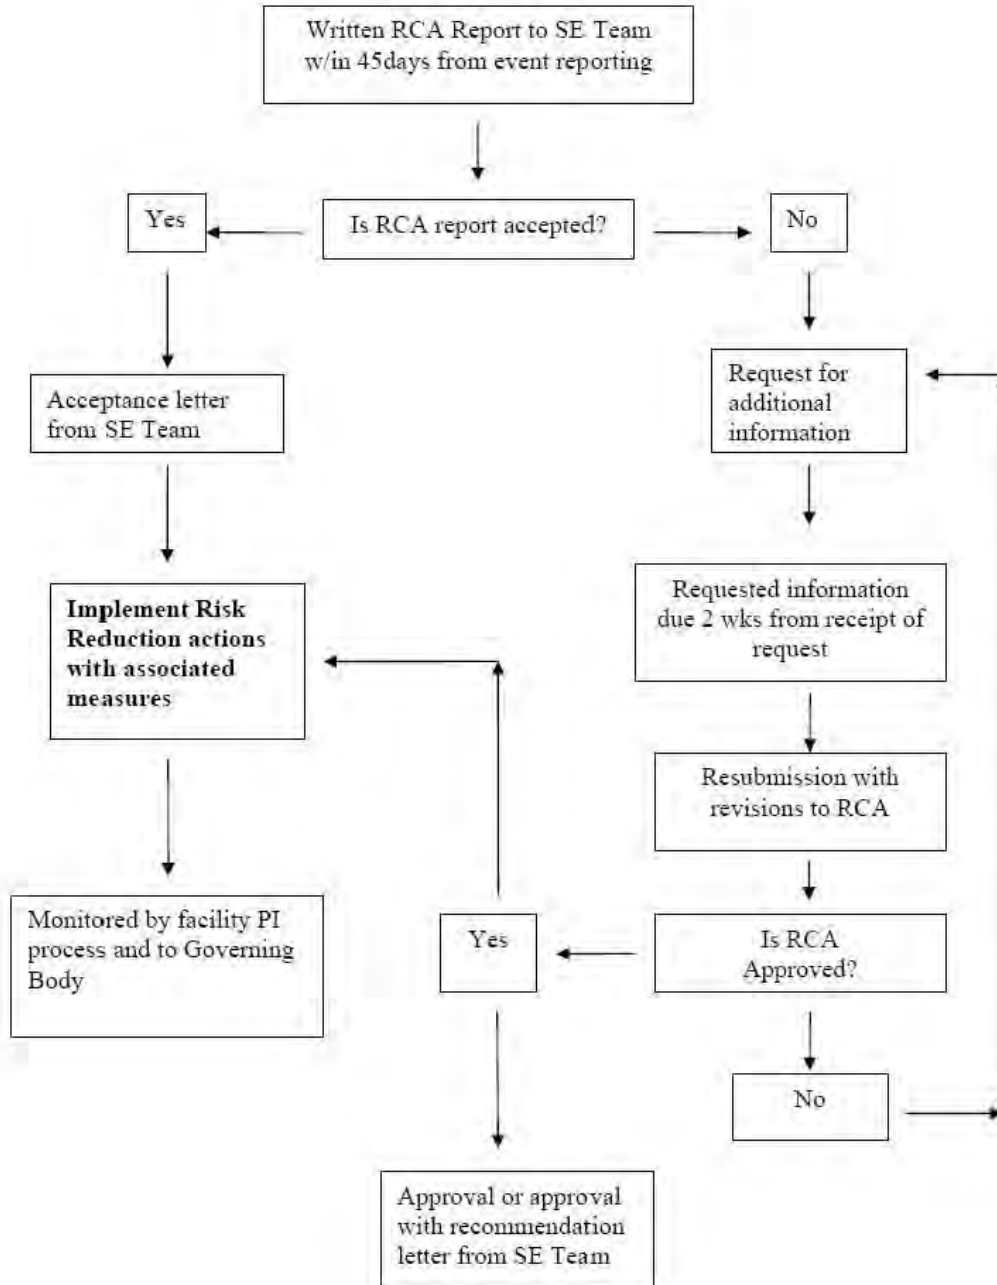 Written RCA Report to SE Team
w/in 45days from event reporting
Yes
Is RCA report accepted?
No
Acceptance letter
from SE Team
Request for
additional
information
Implement Risk
Reduction actions
with associated
measures
Requested information
due 2 wks from receipt of
request
Resubmission with
revisions to RCA
Monitored by facility PI
process and to Governing
Body
Yes
Is RCA
Approved?
No
Approval or approval
with recommendation
letter from SE Team